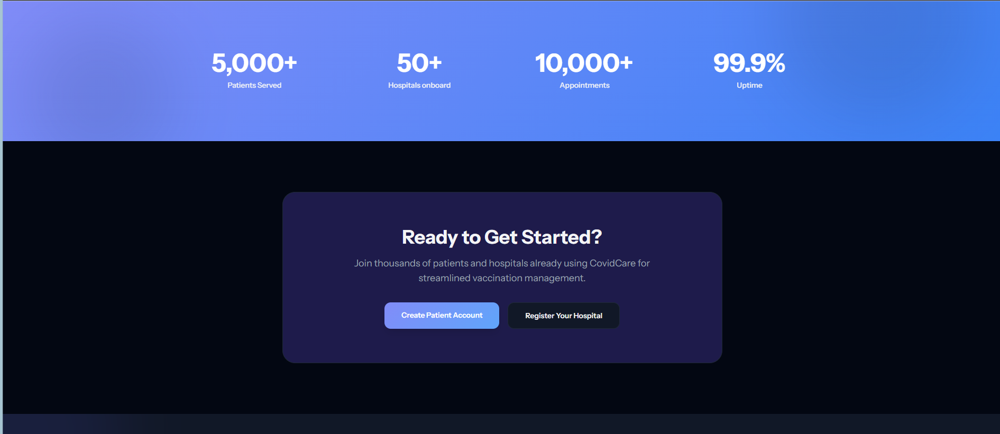 5,000+
Patients Served
50+
Hospitals onboard
10,000+
Appointments
99.9%
Uptime
Ready to Get Started?
Join thousands of patients and hospitals already using CovidCare for
streamlined vaccination management.
Create Patient Account
Register Your Hospital